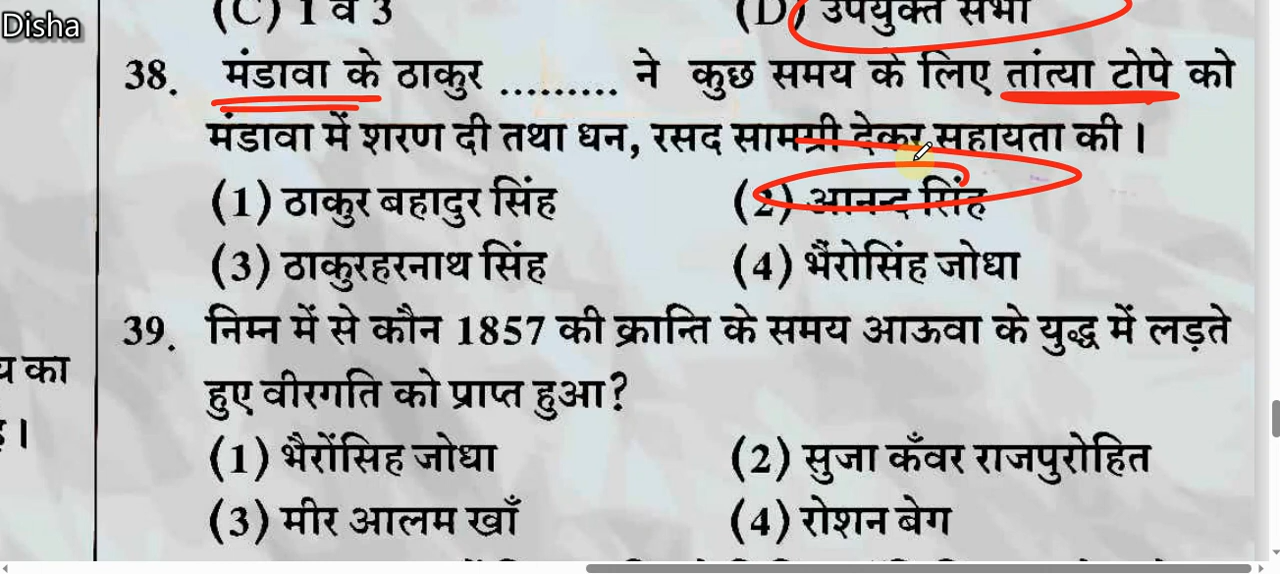 Disha
(C) 1 व 3 (D) उपर्युक्त सभी
38. मंडावा के ठाकुर ......... ने कुछ समय के लिए तांत्या टोपे को
मंडावा में शरण दी तथा धन, रसद सामग्री देकर सहायता की।
(1) ठाकुर बहादुर सिंह (2) आनन्द सिंह
(3) ठाकुरहरनाथ सिंह (4) भैंरोसिंह जोधा
39. निम्न में से कौन 1857 की क्रान्ति के समय आऊवा के युद्ध में लड़ते
य का हुए वीरगति को प्राप्त हुआ?
(1) भैरोंसिह जोधा (2) सुजा कँवर राजपुरोहित
(3) मीर आलम खाँ (4) रोशन बेग